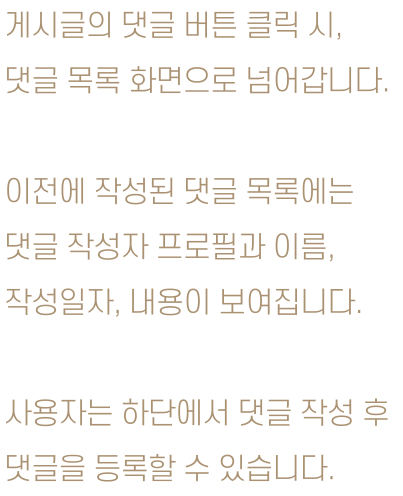 게시글의 댓글 버튼 클릭 시,
댓글 목록 화면으로 넘어갑니다.
이전에 작성된 댓글 목록에는
댓글 작성자 프로필과 이름,
작성일자, 내용이 보여집니다.
사용자는 하단에서 댓글 작성 후
댓글을 등록할 수 있습니다.